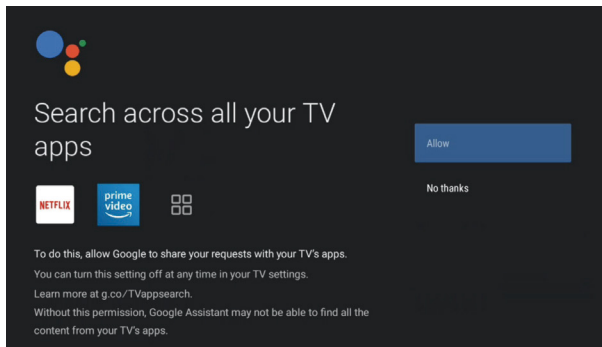 Search across all your TV
apps
NETFLIX
prime
video
To do this, allow Google to share your requests with your TV's apps.
You can turn this setting off at any time in your TV settings.
Learn more at g.co/TVappsearch.
Without this permission, Google Assistant may not be able to find all the
content from your TV's apps.
Allow
No thanks